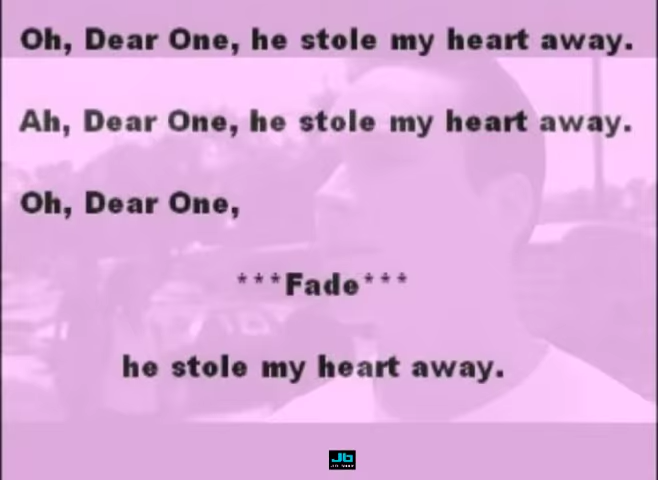 Oh, Dear One, he stole my heart away.
Ah, Dear One, he stole my heart away.
Oh, Dear One,
***Fade***
he stole my heart away.
Jb